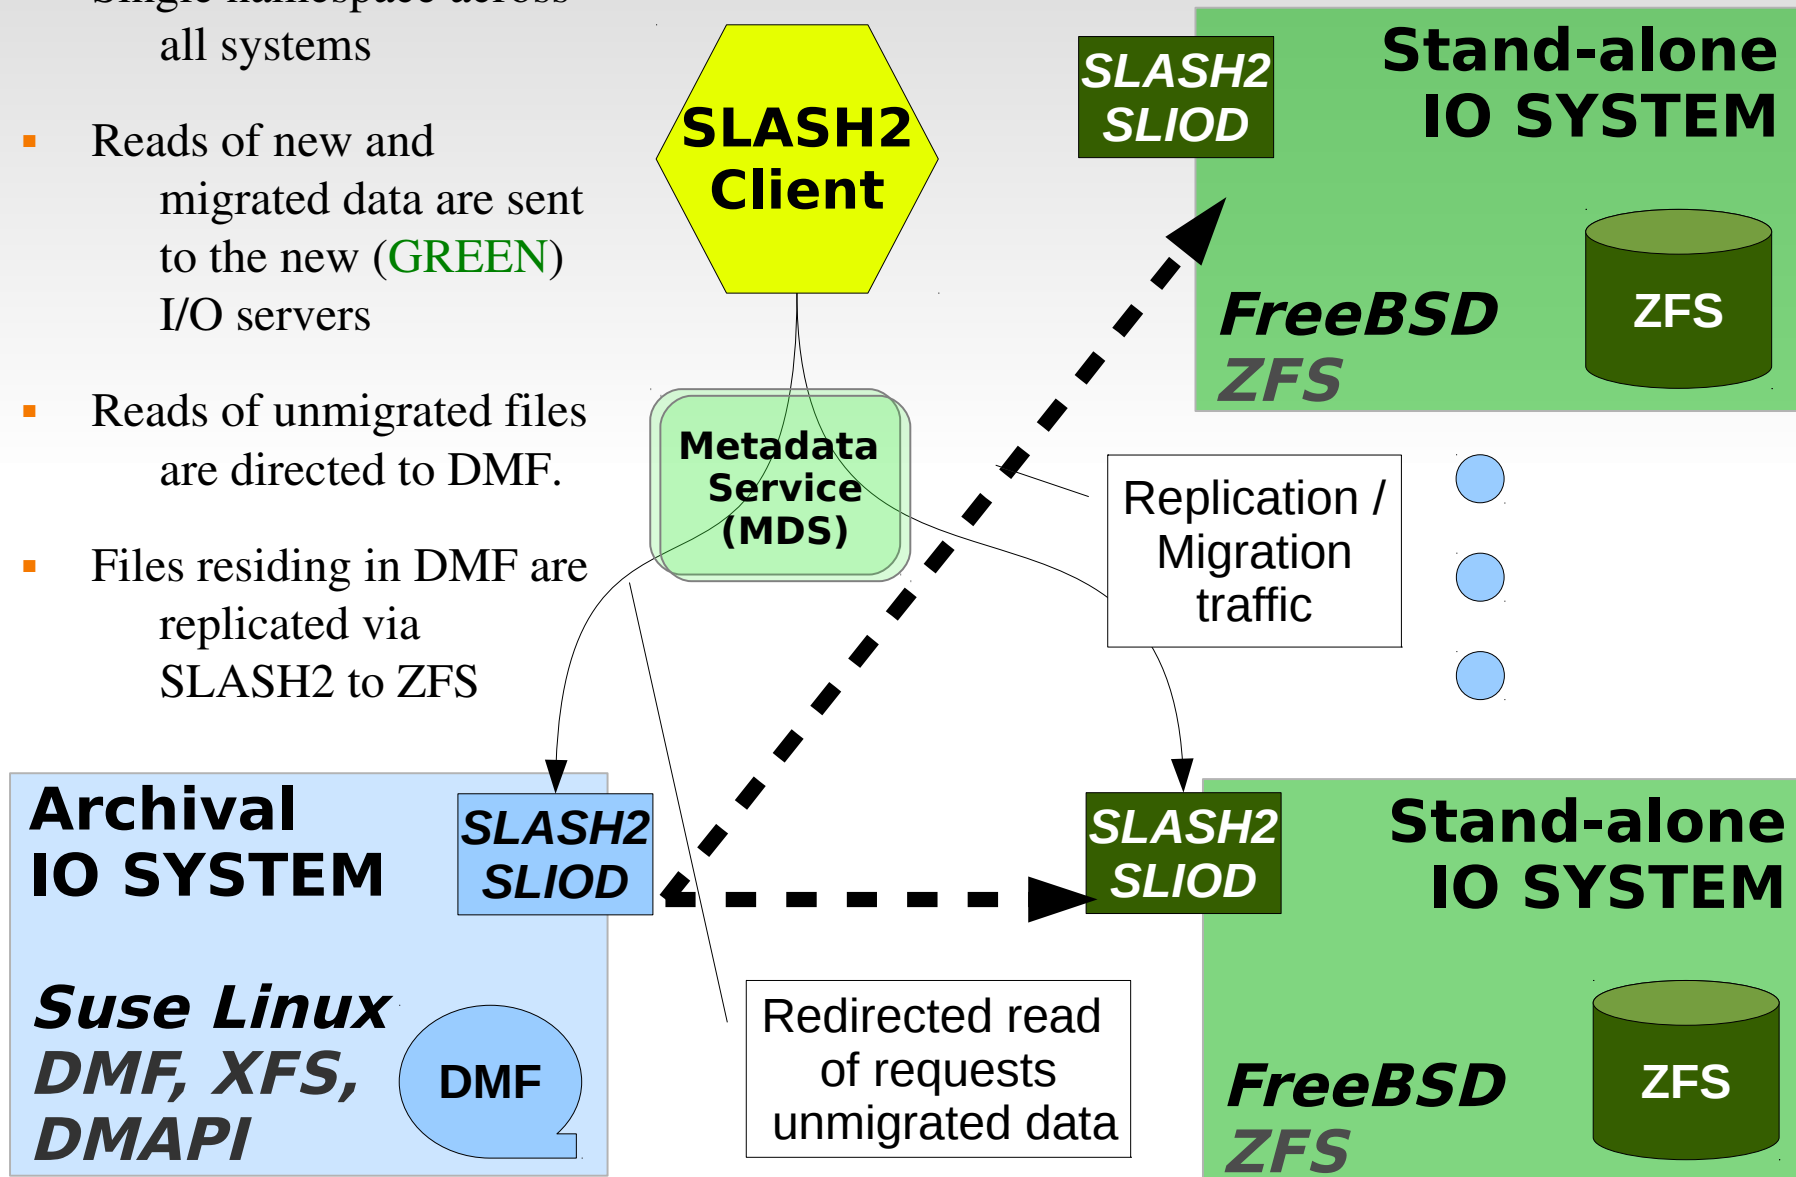 Single namespace across
all systems
Reads of new and
migrated data are sent
to the new (GREEN)
I/O servers
Reads of unmigrated files
are directed to DMF.
Files residing in DMF are
replicated via
SLASH2 to ZFS
SLASH2
Client
Metadata
Service
(MDS)
SLASH2
SLIOD
Stand-alone
IO SYSTEM
FreeBSD
ZFS
ZFS
Replication /
Migration
traffic
Archival
IO SYSTEM
SLASH2
SLIOD
Suse Linux
DMF, XFS,
DMAPI
DMF
Redirected read
of requests
unmigrated data
SLASH2
SLIOD
Stand-alone
IO SYSTEM
FreeBSD
ZFS
ZFS